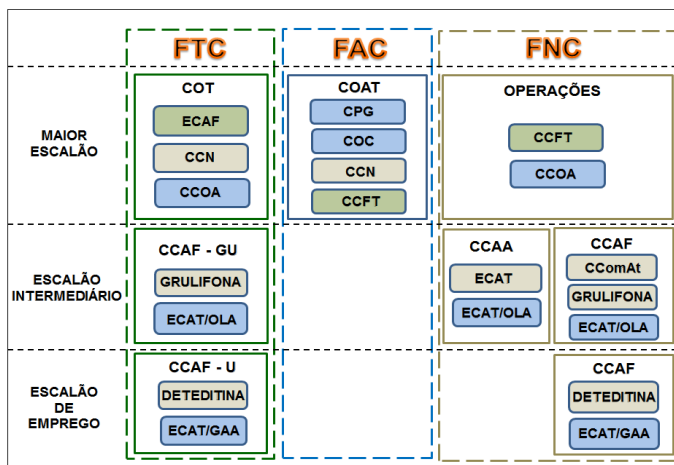 FTC
FAC
FNC
MAIOR
ESCALÃO
COT
ECAF
CCN
CCOA
COAT
CPG
COC
CCN
CCFT
OPERAÇÕES
CCFT
CCOA
ESCALÃO
INTERMEDIÁRIO
CCAF - GU
GRULIFONA
ECAT/OLA
CCAA
ECAT
ECAT/OLA
CCAF
CComAt
GRULIFONA
ECAT/OLA
ESCALÃO
DE
EMPREGO
CCAF - U
DETEDITINA
ECAT/GAA
CCAF
DETEDITINA
ECAT/GAA